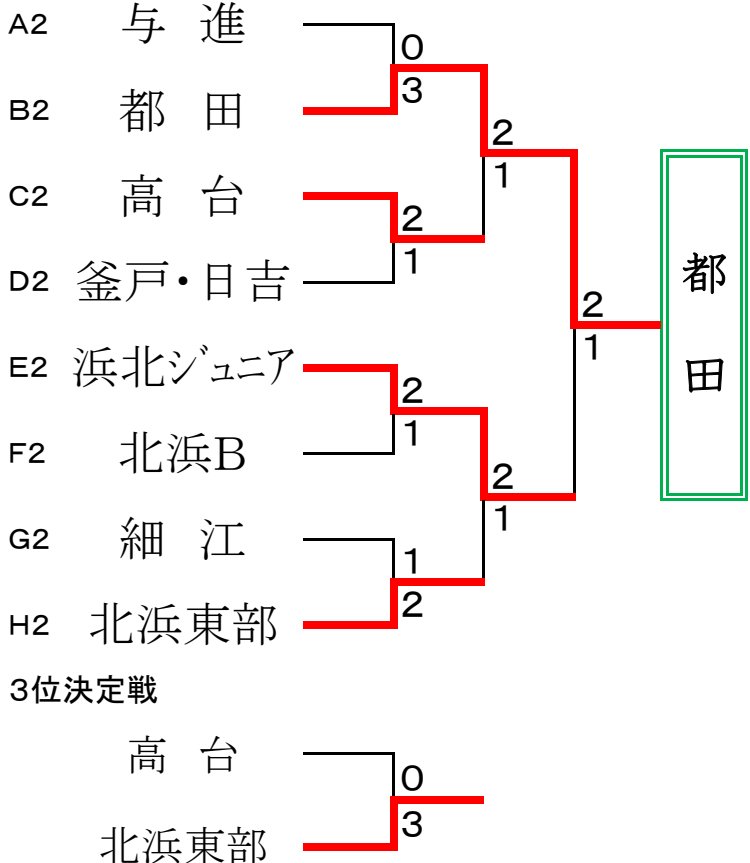 A2 与 進
0
3
B2 都 田
2
1
C2 高 台
2
1
D2 釜戸・日吉
2
1
都
田
E2 浜北ジュニア
2
1
F2 北浜B
2
1
G2 細 江
1
2
H2 北浜東部
3位決定戦
高 台
0
3
北浜東部